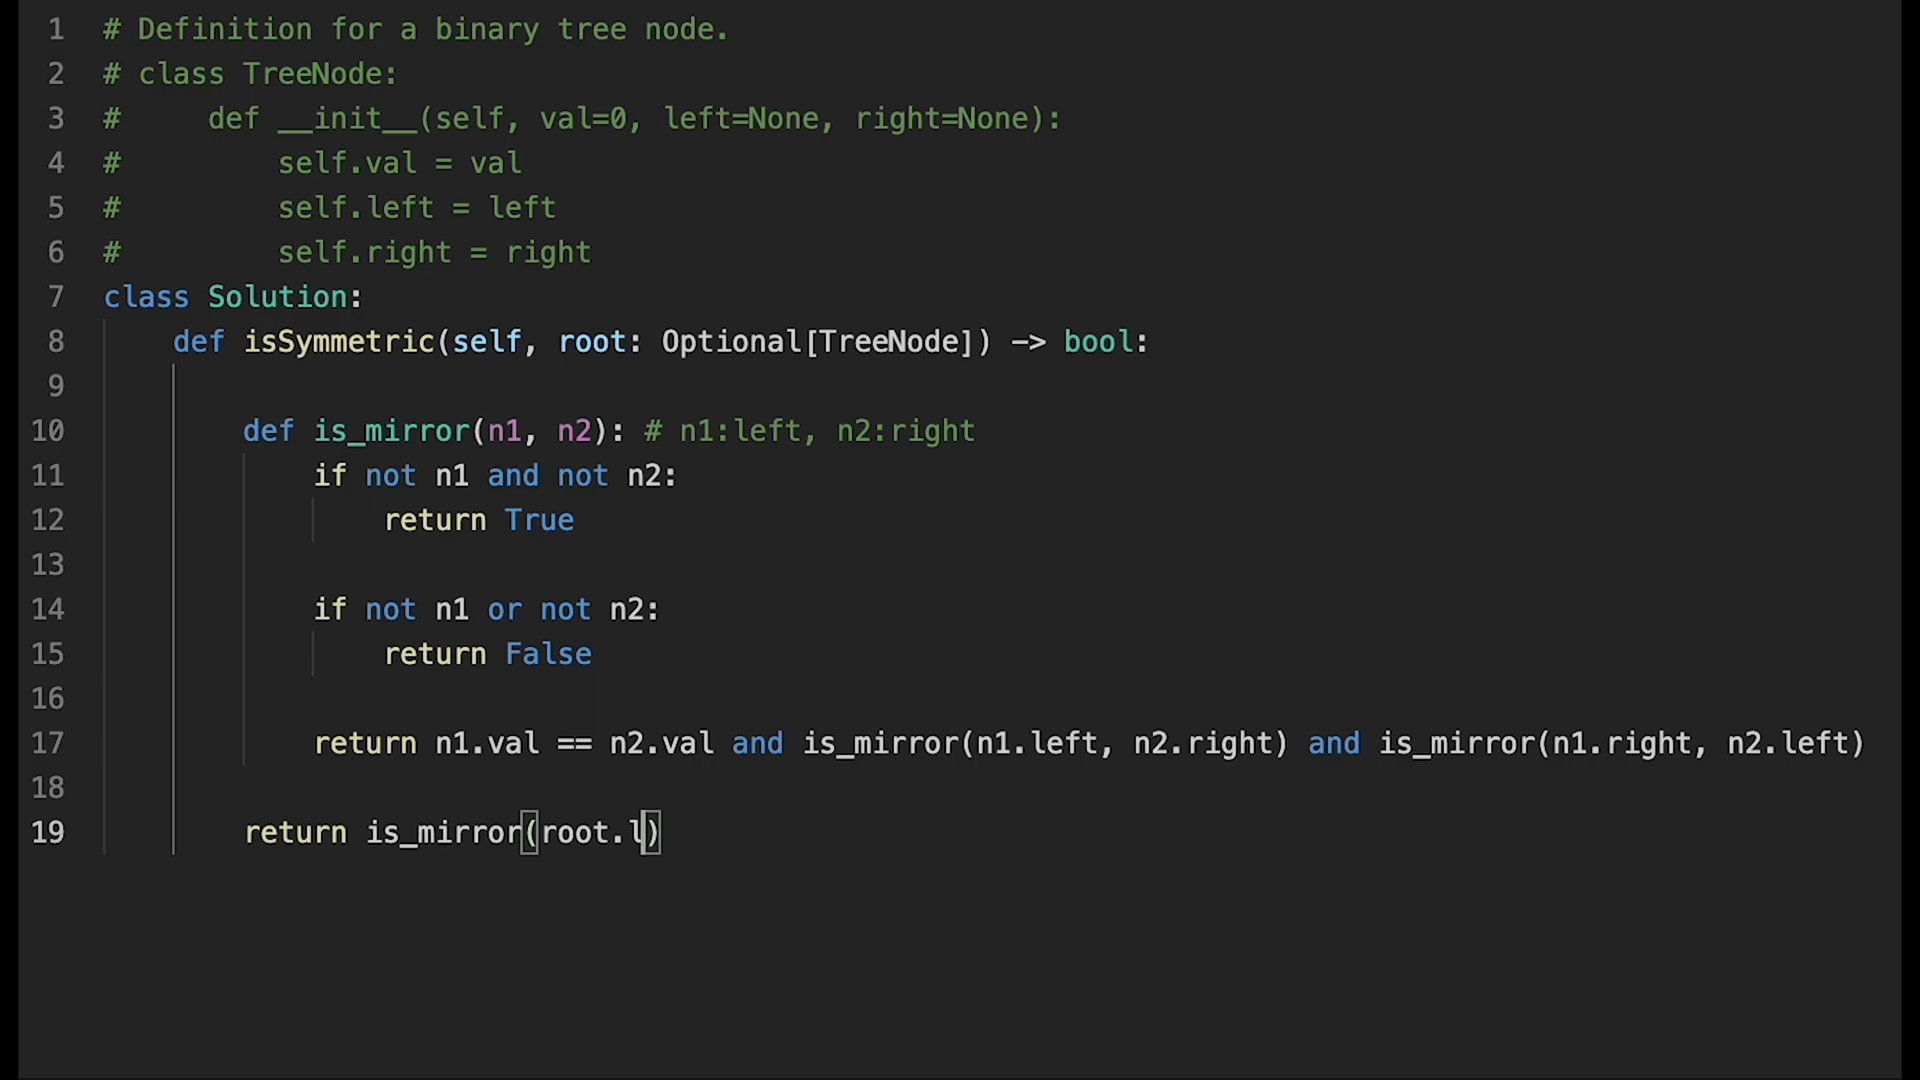 1 # Definition for a binary tree node.
2 # class TreeNode:
3 #     def __init__(self, val=0, left=None, right=None):
4 #         self.val = val
5 #         self.left = left
6 #         self.right = right
7 class Solution:
8     def isSymmetric(self, root: Optional[TreeNode]) -> bool:
9
10         def is_mirror(n1, n2): # n1:left, n2:right
11             if not n1 and not n2:
12                 return True
13
14             if not n1 or not n2:
15                 return False
16
17             return n1.val == n2.val and is_mirror(n1.left, n2.right) and is_mirror(n1.right, n2.left)
18
19         return is_mirror(root.l)